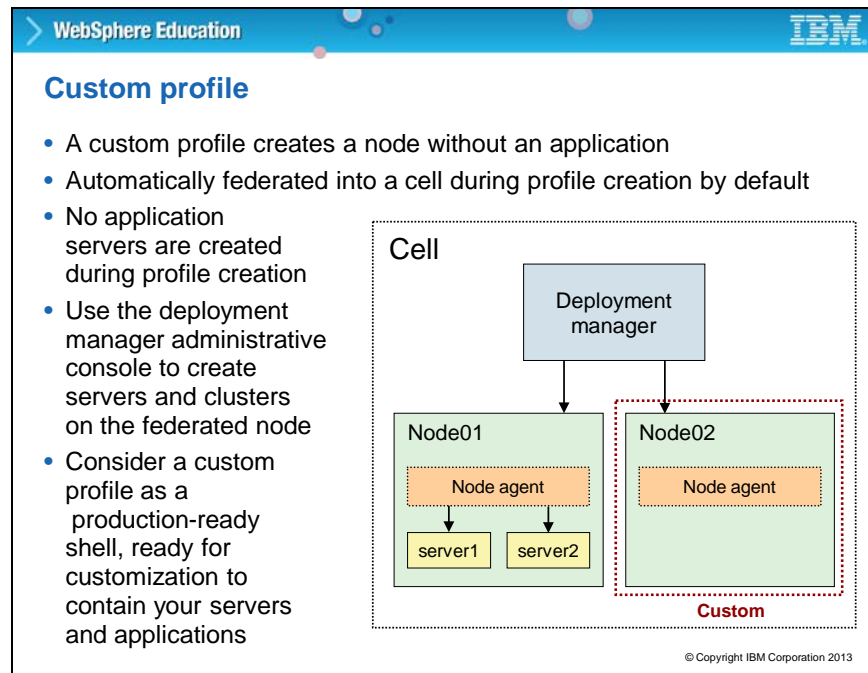 WebSphere Education
IBM
Custom profile
• A custom profile creates a node without an application
• Automatically federated into a cell during profile creation by default
• No application
servers are created
during profile creation
• Use the deployment
manager administrative
console to create
servers and clusters
on the federated node
• Consider a custom
profile as a
production-ready
shell, ready for
customization to
contain your servers
and applications
Cell
Deployment
manager
Node01
Node agent
server1
server2
Node02
Node agent
Custom
© Copyright IBM Corporation 2013